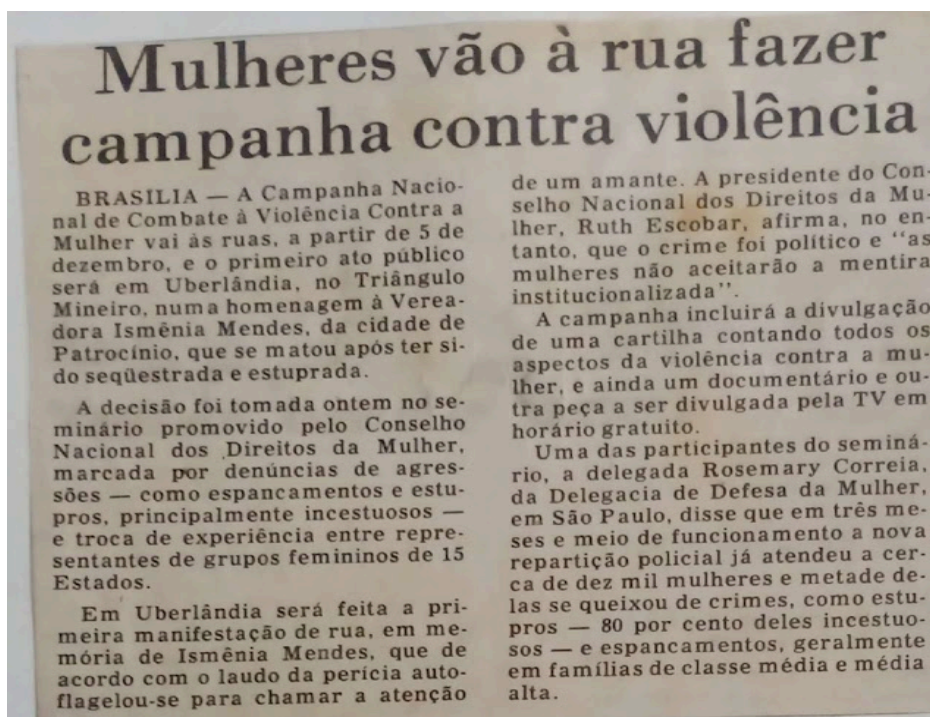 Mulheres vão à rua fazer
campanha contra violência
BRASILIA — A Campanha Nacio-
nal de Combate à Violência Contra a
Mulher vai às ruas, a partir de 5 de
dezembro, e o primeiro ato público
será em Uberlândia, no Triângulo
Mineiro, numa homenagem à Verea-
dora Ismênia Mendes, da cidade de
Patrocínio, que se matou após ter si-
do seqüestrada e estuprada.
A decisão foi tomada ontem no se-
minário promovido pelo Conselho
Nacional dos Direitos da Mulher,
marcada por denúncias de agres-
sões — como espancamentos e estu-
pros, principalmente incestuosos —
e troca de experiência entre repre-
sentantes de grupos femininos de 15
Estados.
Em Uberlândia será feita a pri-
meira manifestação de rua, em me-
mória de Ismênia Mendes, que de
acordo com o laudo da perícia auto-
flagelou-se para chamar a atenção
de um amante. A presidente do Con-
selho Nacional dos Direitos da Mu-
lher, Ruth Escobar, afirma, no en-
tanto, que o crime foi político e "as
mulheres não aceitarão a mentira
institucionalizada".
A campanha incluirá a divulgação
de uma cartilha contando todos os
aspectos da violência contra a mu-
lher, e ainda um documentário e ou-
tra peça a ser divulgada pela TV em
horário gratuito.
Uma das participantes do seminá-
rio, a delegada Rosemary Correia,
da Delegacia de Defesa da Mulher,
em São Paulo, disse que em três me-
ses e meio de funcionamento a nova
repartição policial já atendeu a cer-
ca de dez mil mulheres e metade de-
las se queixou de crimes, como estu-
pros — 80 por cento deles incestuo-
sos — e espancamentos, geralmente
em famílias de classe média e média
alta.